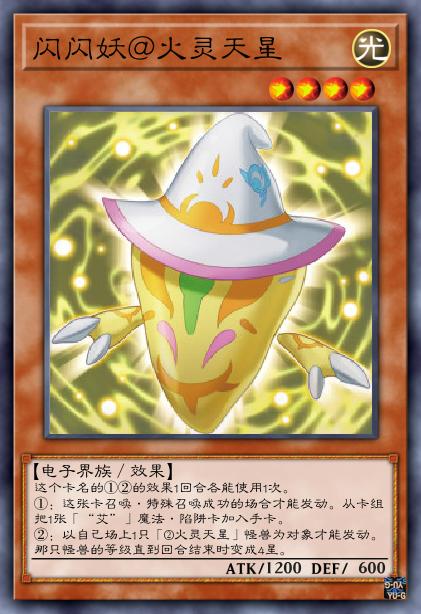 闪闪妖@火灵天星
光
【电子界族/效果】
这个卡名的①②的效果1回合各能使用1次。
①：这张卡召唤·特殊召唤成功的场合才能发动。从卡组
把1张「“艾”」魔法·陷阱卡加入手卡。
②：以自己场上1只「@火灵天星」怪兽为对象才能发动。
那只怪兽的等级直到回合结束时变成4星。
ATK/1200 DEF/ 600